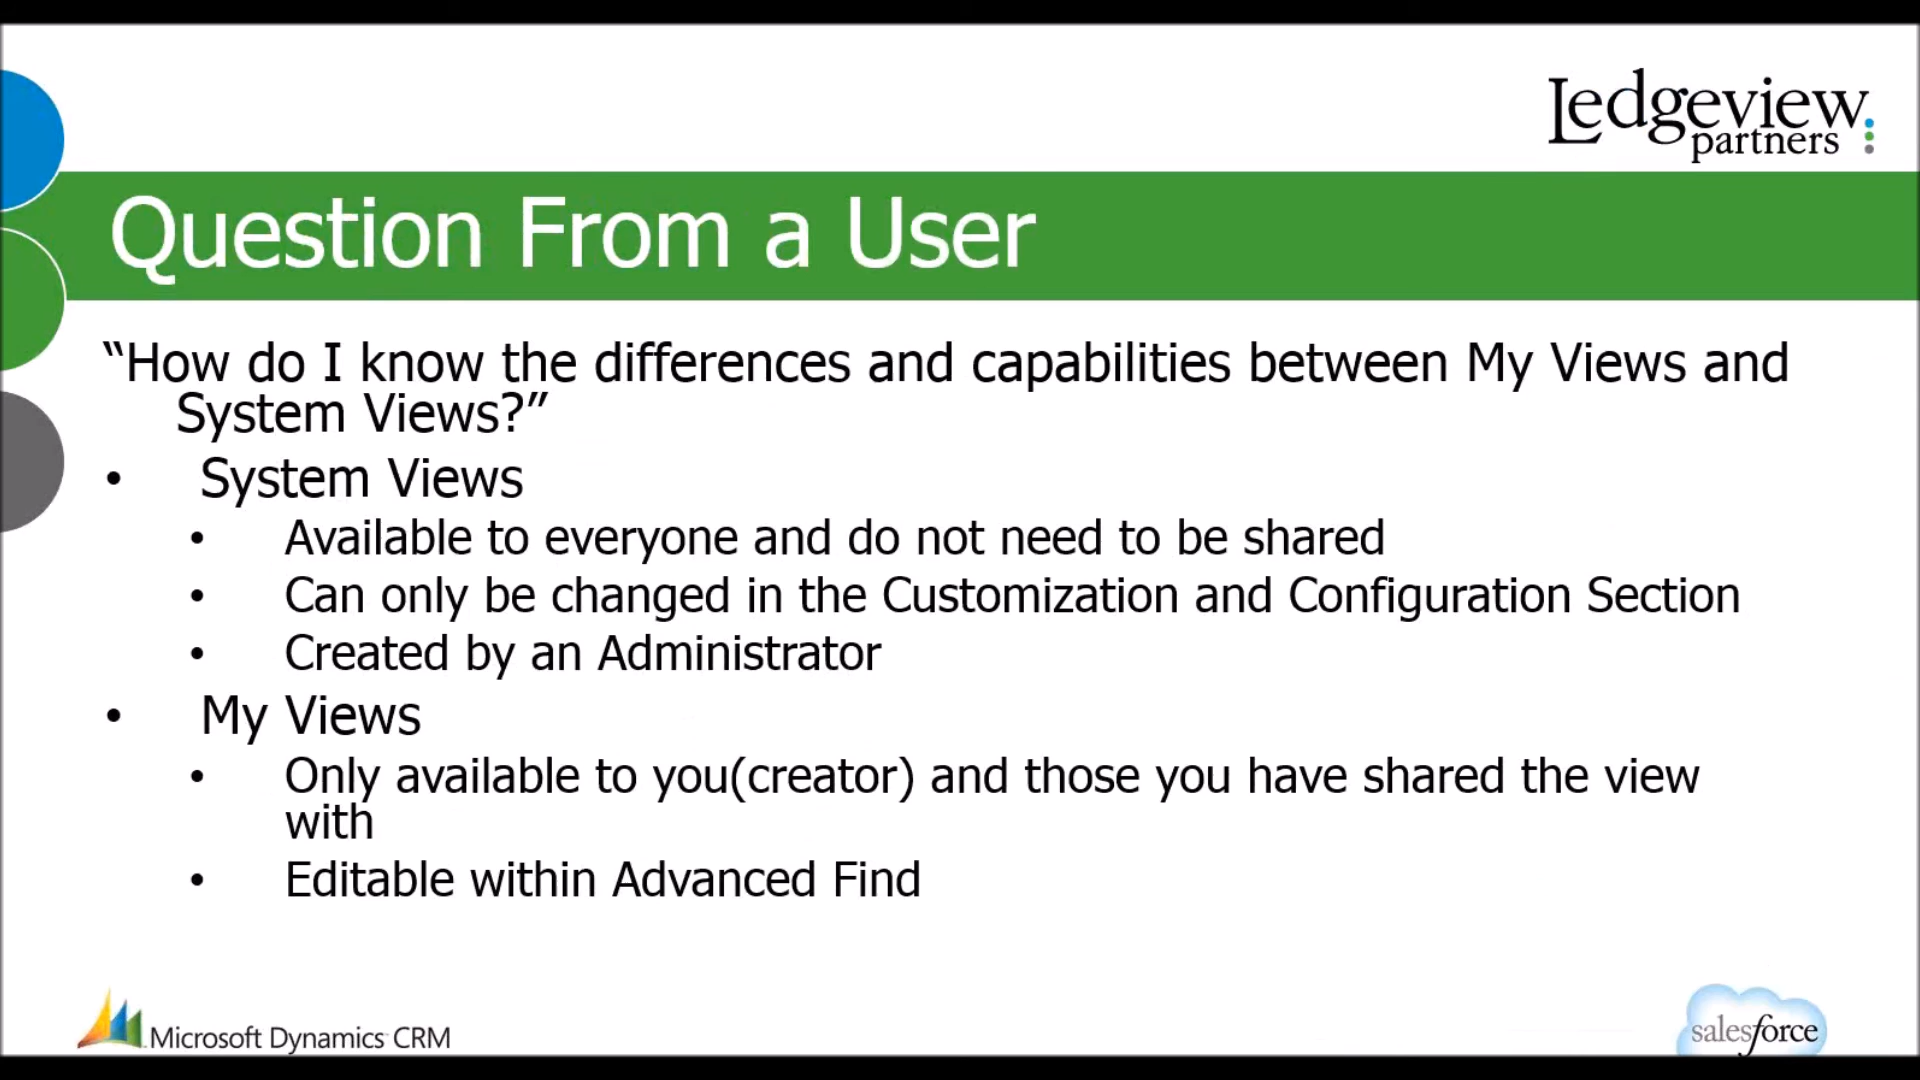 Ledgeview
partners
Question From a User
“How do I know the differences and capabilities between My Views and
System Views?”
• System Views
• Available to everyone and do not need to be shared
• Can only be changed in the Customization and Configuration Section
• Created by an Administrator
• My Views
• Only available to you(creator) and those you have shared the view
with
• Editable within Advanced Find
Microsoft Dynamics CRM
salesforce